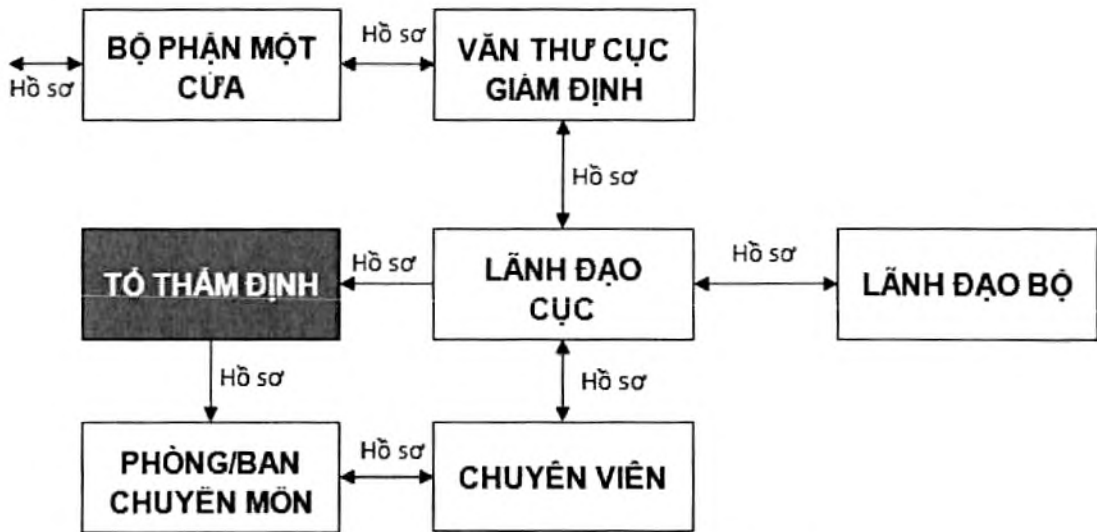 BỘ PHẬN MỘT
CỬA
Hồ sơ
Hồ sơ
VĂN THƯ CỤC
GIÁM ĐỊNH
Hồ sơ
TỔ THẨM ĐỊNH
Hồ sơ
LÃNH ĐẠO
CỤC
Hồ sơ
LÃNH ĐẠO BỘ
Hồ sơ
Hồ sơ
PHÒNG/BAN
CHUYÊN MÔN
Hồ sơ
CHUYÊN VIÊN